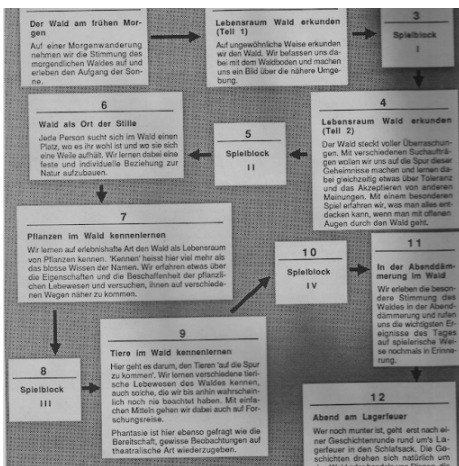 Der Wald am frühen Mor-
gen
Auf einer Morgenwanderung
nehmen wir die Stimmung des
morgendlichen Waldes auf und
erleben den Aufgang der Son-
ne.
Lebensraum Wald erkunden
(Teil 1)
Auf ungewöhnliche Weise erkunden
wir den Wald. Wir befassen uns da-
bei mit dem Waldboden und machen
uns ein Bild über die nähere Umge-
bung.
3
Spielblock
I
4
Lebensraum Wald erkunden
(Teil 2)
Der Wald steckt voller Überraschun-
gen. Mit verschiedenen Suchaufträ-
gen wollen wir uns auf die Spur dieser
Geheimnisse machen und lernen da-
bei gleichzeitig etwas über Toleranz
und das Akzeptieren von anderen
Meinungen. Mit einem besonderen
Spiel erfahren wir, was man alles ent-
decken kann, wenn man mit offenen
Augen durch den Wald geht.
5
Spielblock
II
6
Wald als Ort der Stille
Jede Person sucht sich im Wald einen
Platz, wo es ihr wohl ist und wo sie sich
eine Weile aufhält. Wir lernen dabei eine
feste und individuelle Beziehung zur
Natur aufzubauen.
7
Pflanzen im Wald kennenlernen
Wir lernen auf erlebnishafte Art den Wald als Lebensraum
von Pflanzen kennen. 'Kennen' heisst hier viel mehr als
das blosse Wissen der Namen. Wir erfahren etwas über
die Eigenschaften und die Beschaffenheit der pflanzli-
chen Lebewesen und versuchen, ihnen auf verschiede-
nen Wegen näher zu kommen.
8
Spielblock
III
9
Tiere im Wald kennenlernen
Hier geht es darum, den Tieren 'auf die Spur
zu kommen'. Wir lernen verschiedene tieri-
sche Lebewesen des Waldes kennen,
auch solche, die wir bis anhin wahrschein-
lich noch nie beachtet haben. Mit einfa-
chen Mitteln gehen wir dabei auch auf For-
schungsreise.
Phantasie ist hier ebenso gefragt wie die
Bereitschaft, gewisse Beobachtungen auf
theatralische Art wiederzugeben.
10
Spielblock
IV
11
In der Abenddäm-
merung im Wald
Wir erleben die beson-
dere Stimmung des
Waldes in der Abend-
dämmerung und rufen
uns die wichtigsten Er-
eignisse des Tages
auf spielerische Wei-
se nochmals in Erinne-
rung.
12
Abend am Lagerfeuer
Wer noch munter ist, geht erst nach ei-
ner Geschichtenrunde rund um's La-
gerfeuer in den Schlafsack. Die Ge-
schichten drehen sich natürlich um